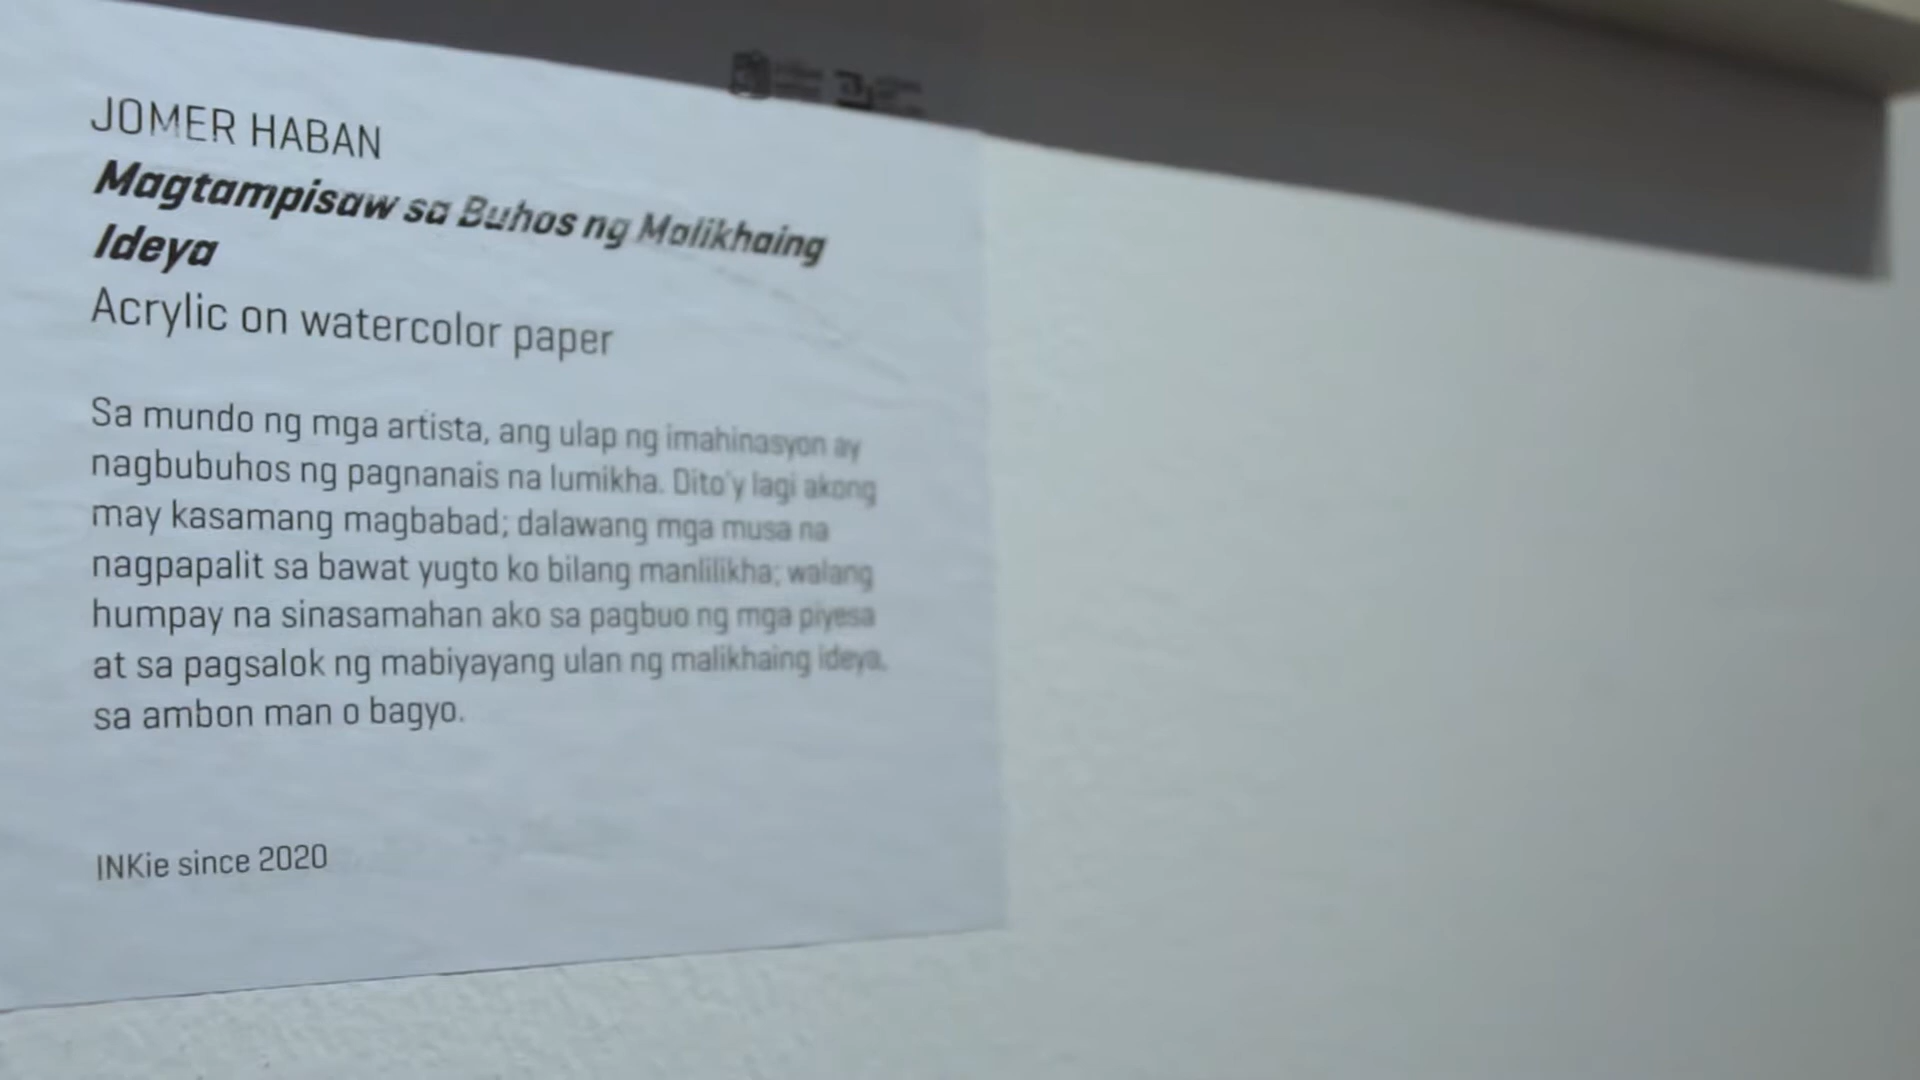 JOMER HABAN
Magtampisaw sa Buhos ng Malikhaing
Ideya
Acrylic on watercolor paper
Sa mundo ng mga artista, ang ulap ng imahinasyon ay
nagbubuhos ng pagnanais na lumikha. Dito'y lagi akong
may kasamang magbabad; dalawang mga musa na
nagpapalit sa bawat yugto ko bilang manlilikha; walang
humpay na sinasamahan ako sa pagbuo ng mga piyesa
at sa pagsalok ng mabiyayang ulan ng malikhaing ideya,
sa ambon man o bagyo.
INKie since 2020